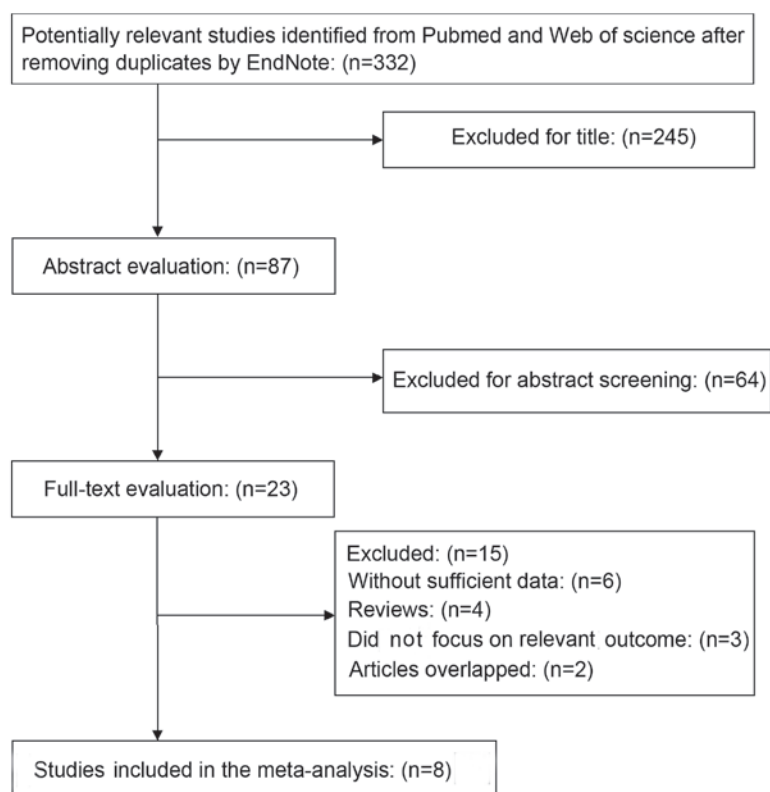 Potentially relevant studies identified from Pubmed and Web of science after
removing duplicates by EndNote: (n=332)
Excluded for title: (n=245)
Abstract evaluation: (n=87)
Excluded for abstract screening: (n=64)
Full-text evaluation: (n=23)
Excluded: (n=15)
Without sufficient data: (n=6)
Reviews: (n=4)
Did not focus on relevant outcome: (n=3)
Articles overlapped: (n=2)
Studies included in the meta-analysis: (n=8)